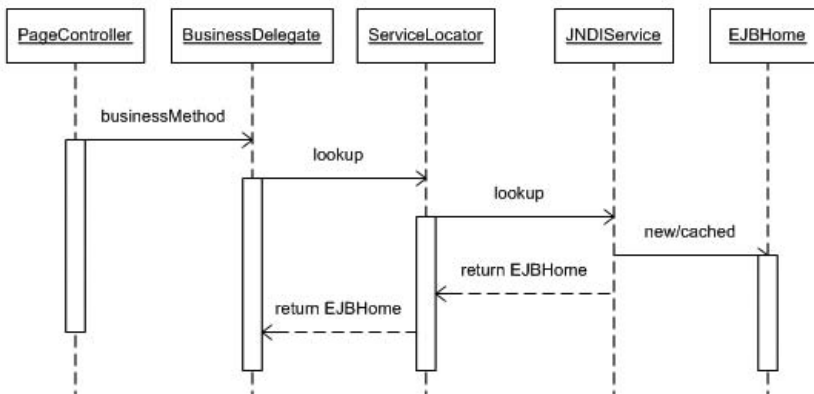 PageController
BusinessDelegate
ServiceLocator
JNDIService
EJBHome
businessMethod
lookup
lookup
new/cached
return EJBHome
return EJBHome